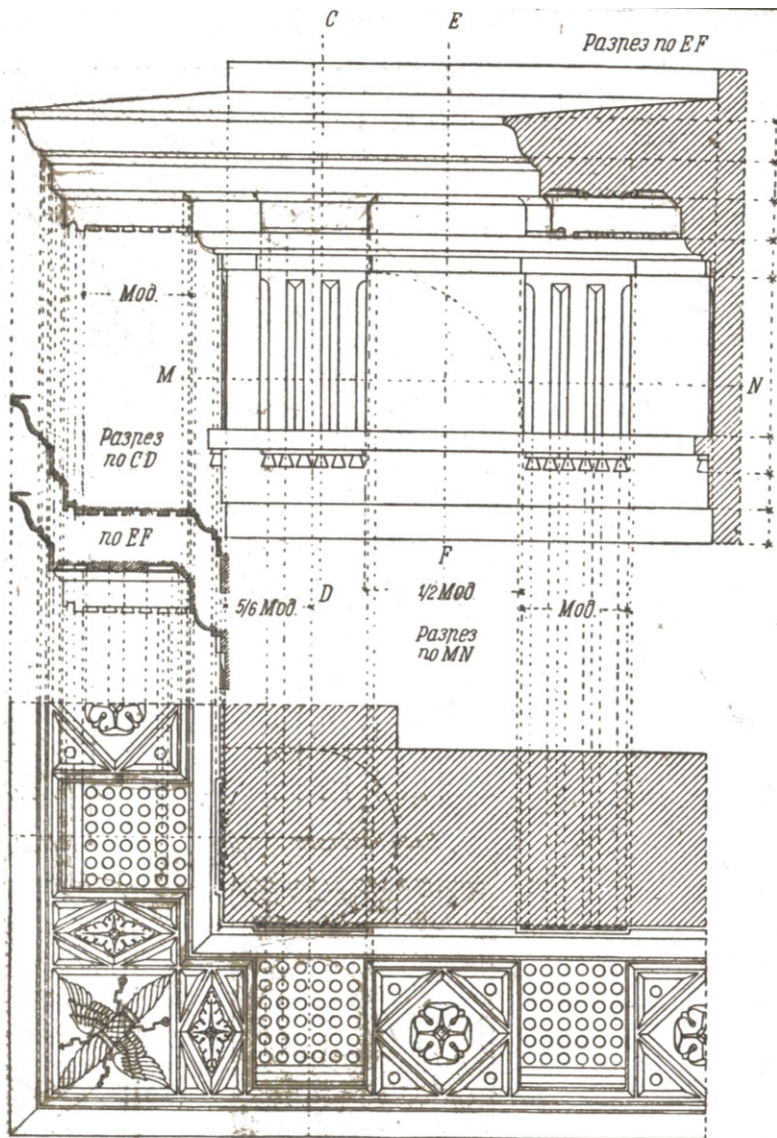 C
E
Разрез по EF
Мод.
M
N
Разрез
по CD
по EF
F
5/6 Мод.
D
1/2 Мод.
Мод.
Разрез
по MN